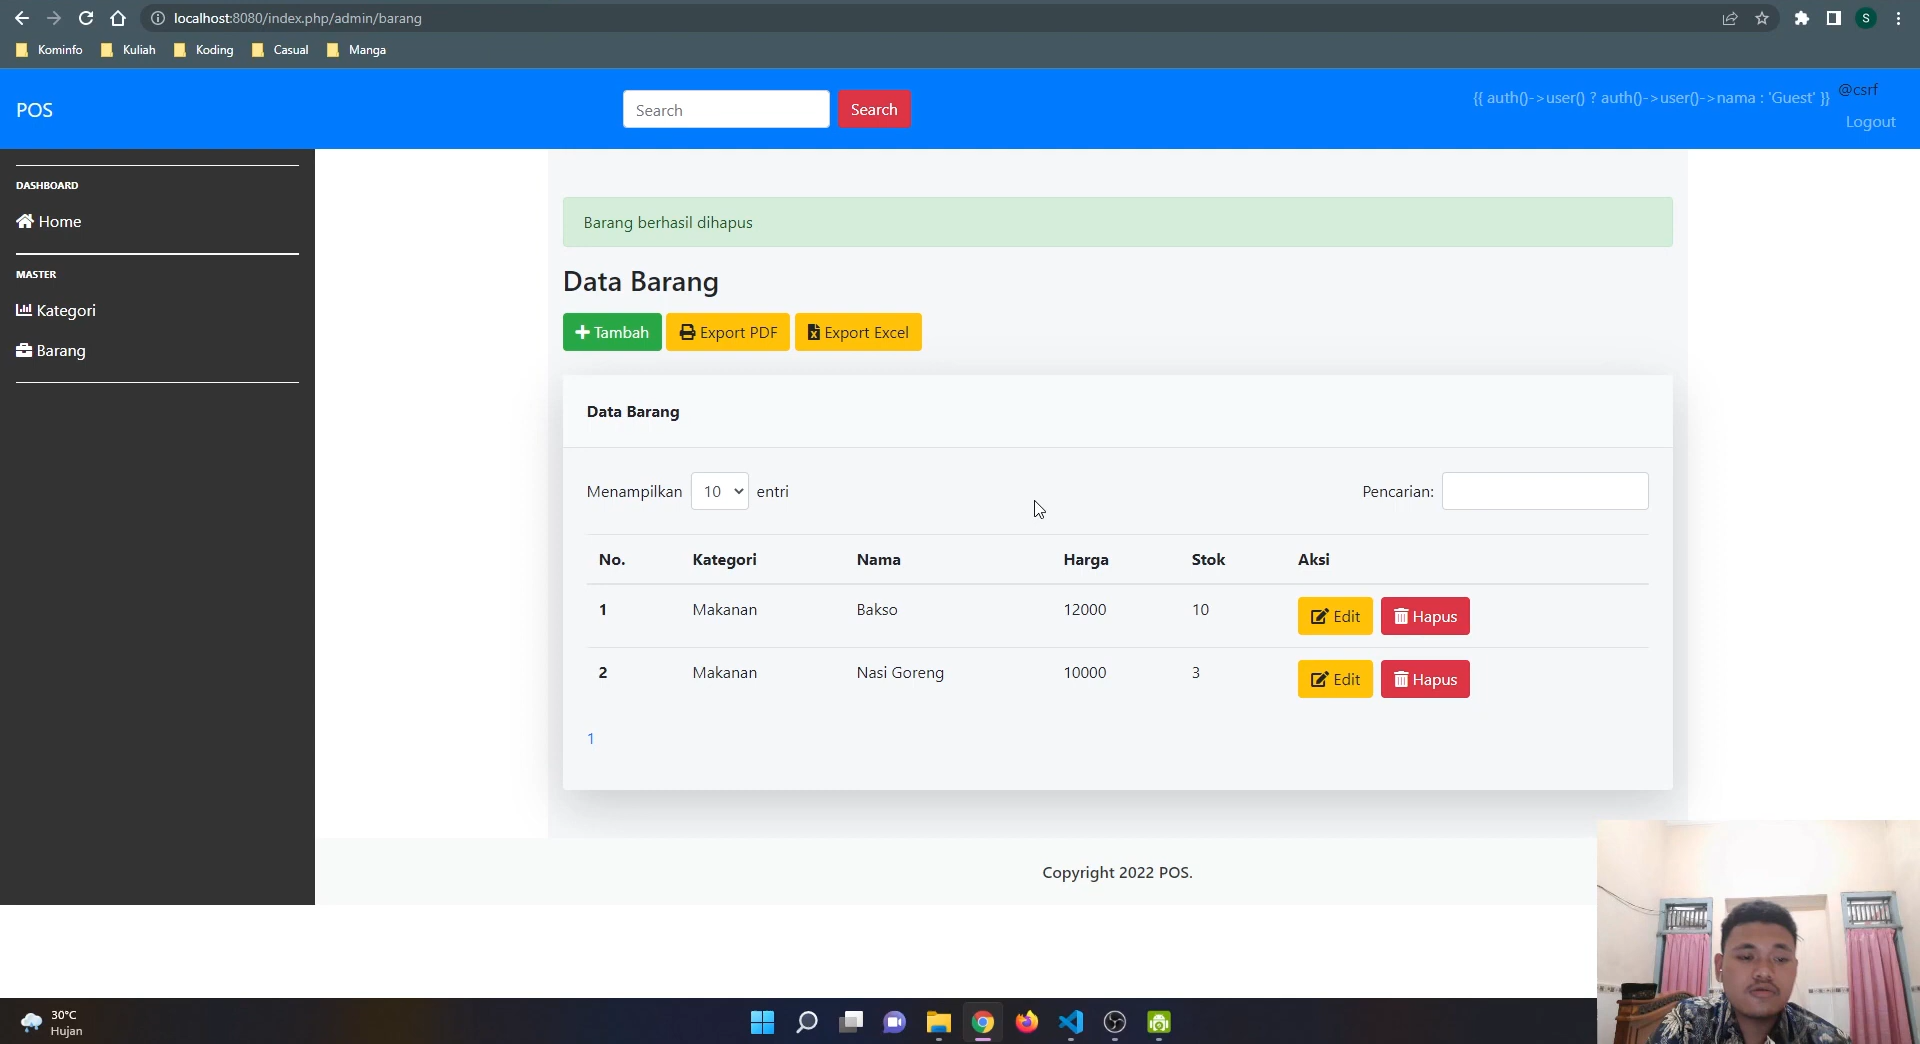 localhost:8080/index.php/admin/barang
S
Kominfo Kuliah Koding Casual Manga
POS
Search
Search
{{ auth()->user() ? auth()->user()->nama : 'Guest' }}
@csrf
Logout
DASHBOARD
Home
MASTER
Kategori
Barang
Barang berhasil dihapus
Data Barang
Tambah Export PDF Export Excel
Data Barang
Menampilkan 10 entri Pencarian:
No. Kategori Nama Harga Stok Aksi
1 Makanan Bakso 12000 10 Edit Hapus
2 Makanan Nasi Goreng 10000 3 Edit Hapus
1
Copyright 2022 POS.
30°C
Hujan